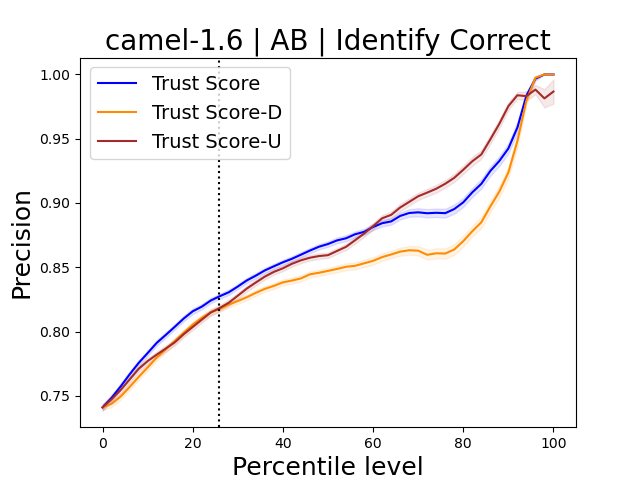 camel-1.6 | AB | Identify Correct
Trust Score
Trust Score-D
Trust Score-U
Precision
1.00
0.95
0.90
0.85
0.80
0.75
0
20
40
60
80
100
Percentile level